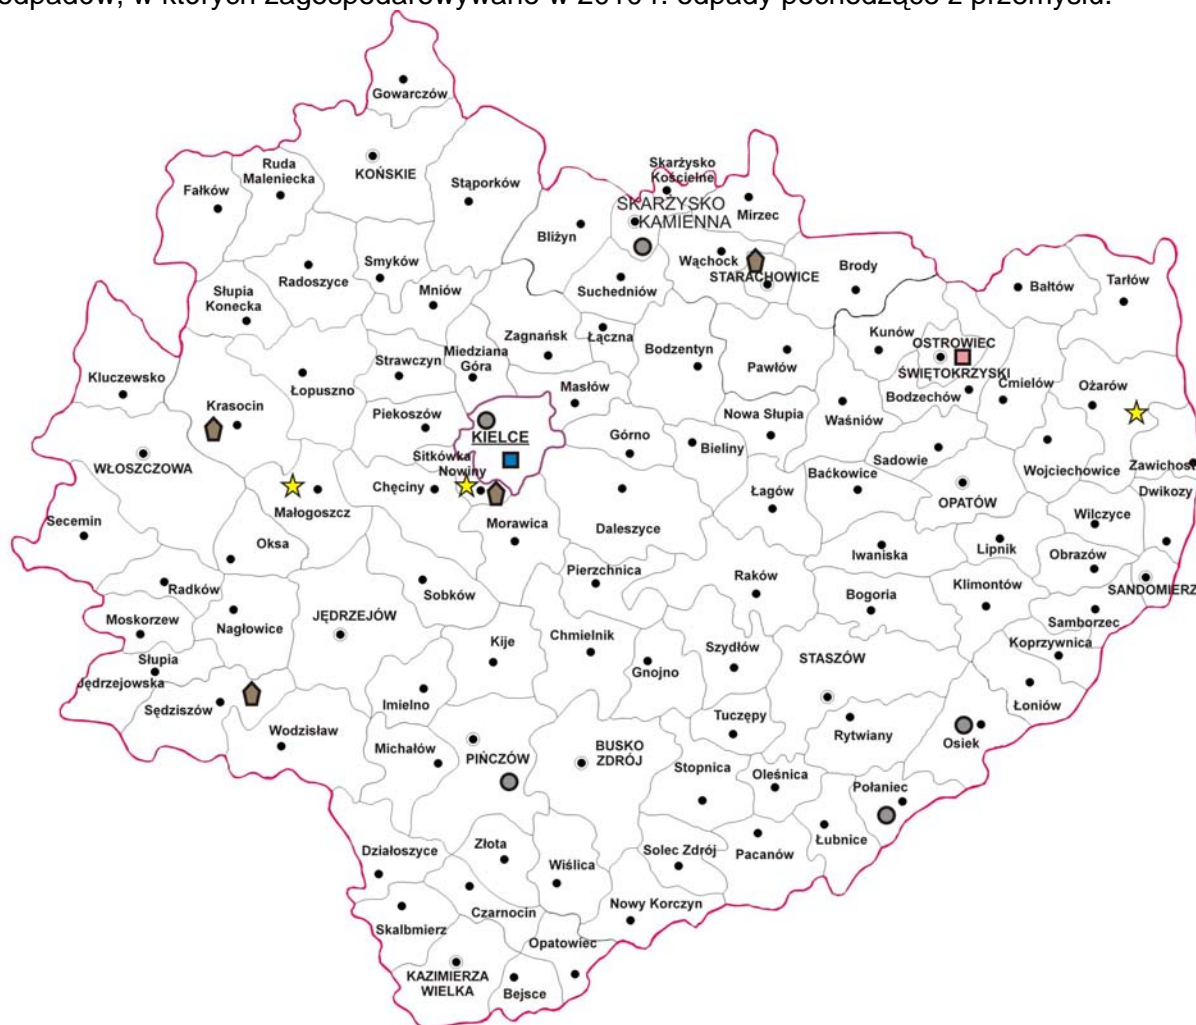 odpadów, w których zagospodarowywano w 2010 r. odpady pochodzące z przemysłu.
Gowarczów
KOŃSKIE
Ruda
Maleniecka
Fałków
Stąporków
Skarżysko
Kościelne
SKARŻYSKO
KAMIENNA
Mirzec
Bliżyn
Wąchock
STARACHOWICE
Brody
Smyków
Radoszyce
Słupia
Konecka
Mniów
Suchedniów
Bałtów
Tarłów
Zagnańsk
Łączna
Bodzentyn
Kunów
OSTROWIEC
ŚWIĘTOKRZYSKI
Strawczyn
Miedziana
Góra
Pawłów
Kluczewsko
Łopuszno
Masłów
Bodzechów
Ćmielów
Ożarów
Krasocin
Piekoszów
KIELCE
Nowa Słupia
Waśniów
Górno
Bieliny
Sitkówka
Nowiny
Sadowie
Wojciechowice
Zawichost
WŁOSZCZOWA
Chęciny
Baćkowice
Łagów
OPATÓW
Dwikozy
Małogoszcz
Morawica
Daleszyce
Wilczyce
Secemin
Oksa
Iwaniska
Lipnik
Obrazów
Radków
Sobków
Pierzchnica
Raków
Bogoria
Klimontów
SANDOMIERZ
Moskorzew
Nagłowice
JĘDRZEJÓW
Samborzec
Kije
Chmielnik
Szydłów
STASZÓW
Koprzywnica
Słupia
Jędrzejowska
Gnojno
Sędziszów
Imielno
Łoniów
Wodzisław
Tuczępy
Rytwiany
Osiek
Michałów
PIŃCZÓW
BUSKO
ZDRÓJ
Stopnica
Oleśnica
Połaniec
Działoszyce
Złota
Wiślica
Solec Zdrój
Pacanów
Łubnice
Czarnocin
Nowy Korczyn
Skalbmierz
Opatowiec
KAZIMIERZA
WIELKA
Bejsce